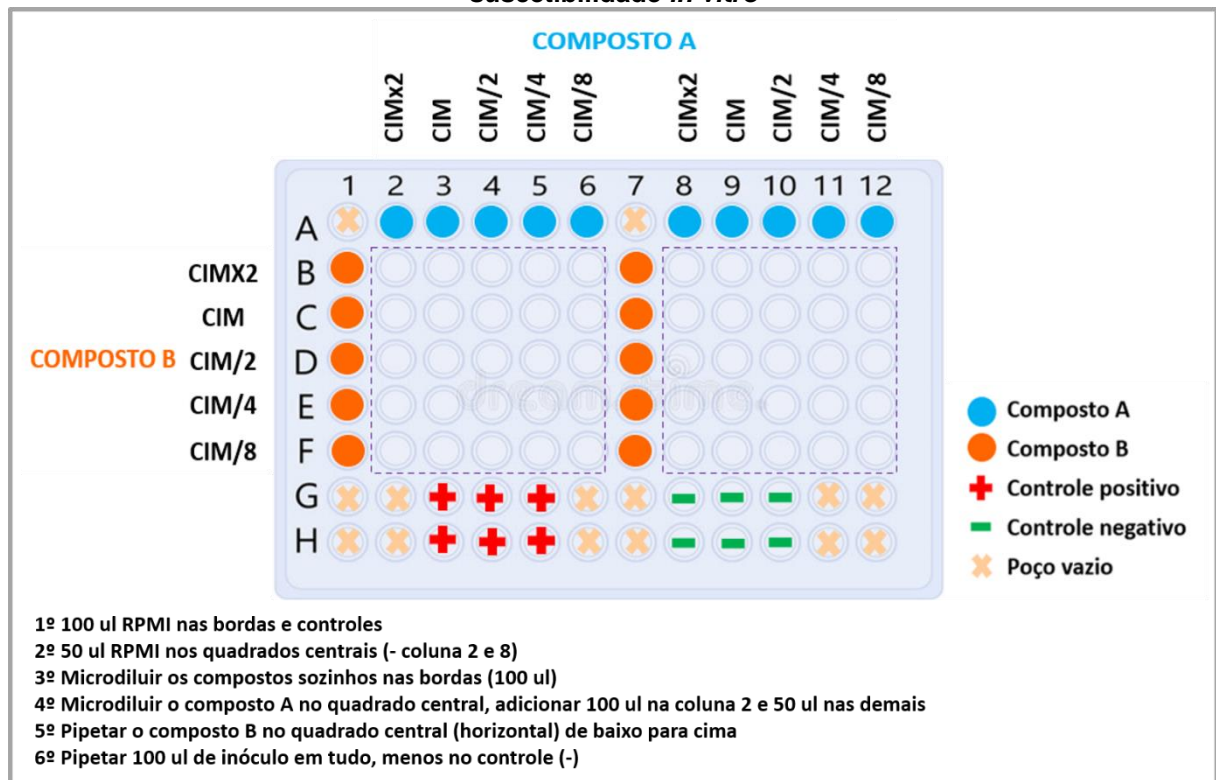 COMPOSTO A
CIMx2 CIM CIM/2 CIM/4 CIM/8 CIMx2 CIM CIM/2 CIM/4 CIM/8
1 2 3 4 5 6 7 8 9 10 11 12
A
CIMX2 B
CIM C
COMPOSTO B CIM/2 D
CIM/4 E
CIM/8 F
G
H
Composto A
Composto B
Controle positivo
Controle negativo
Poço vazio
1º 100 ul RPMI nas bordas e controles
2º 50 ul RPMI nos quadrados centrais (- coluna 2 e 8)
3º Microdiluir os compostos sozinhos nas bordas (100 ul)
4º Microdiluir o composto A no quadrado central, adicionar 100 ul na coluna 2 e 50 ul nas demais
5º Pipetar o composto B no quadrado central (horizontal) de baixo para cima
6º Pipetar 100 ul de inóculo em tudo, menos no controle (-)